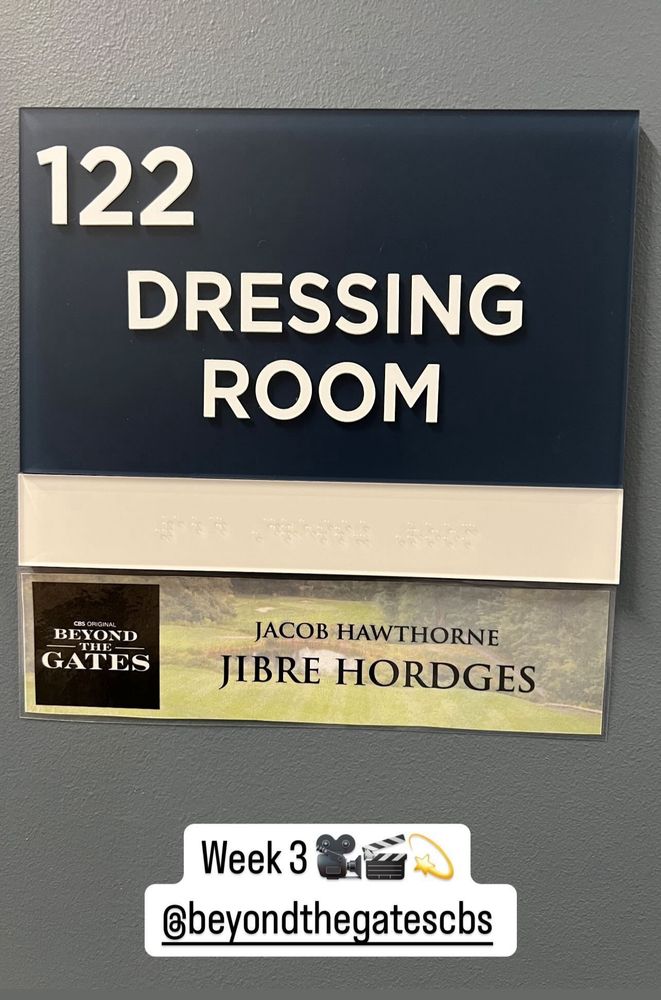 122
DRESSING
ROOM
CBS ORIGINAL
BEYOND
THE
GATES
JACOB HAWTHORNE
JIBRE HORDGES
Week 3 🎥🎬💫
@beyondthegatescbs